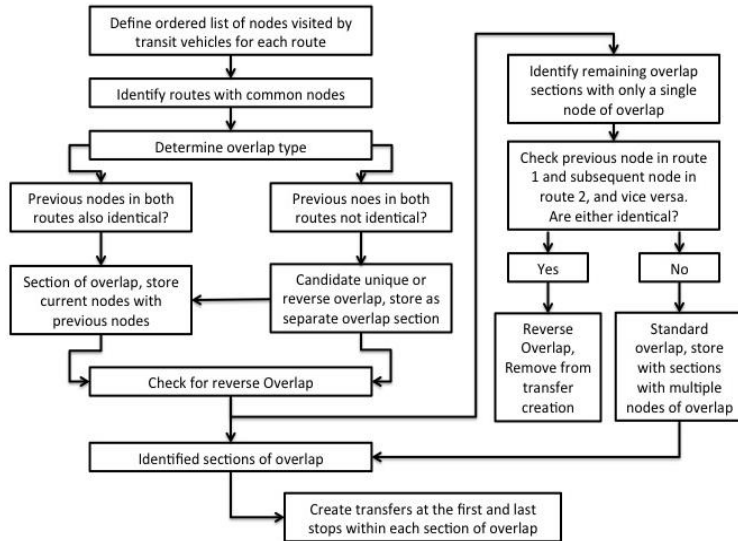 Define ordered list of nodes visited by
transit vehicles for each route
Identify routes with common nodes
Determine overlap type
Previous nodes in both
routes also identical?
Previous noes in both
routes not identical?
Section of overlap, store
current nodes with
previous nodes
Candidate unique or
reverse overlap, store as
separate overlap section
Check for reverse Overlap
Identified sections of overlap
Create transfers at the first and last
stops within each section of overlap
Identify remaining overlap
sections with only a single
node of overlap
Check previous node in route
1 and subsequent node in
route 2, and vice versa.
Are either identical?
Yes
No
Reverse
Overlap,
Remove from
transfer
creation
Standard
overlap, store
with sections
with multiple
nodes of overlap